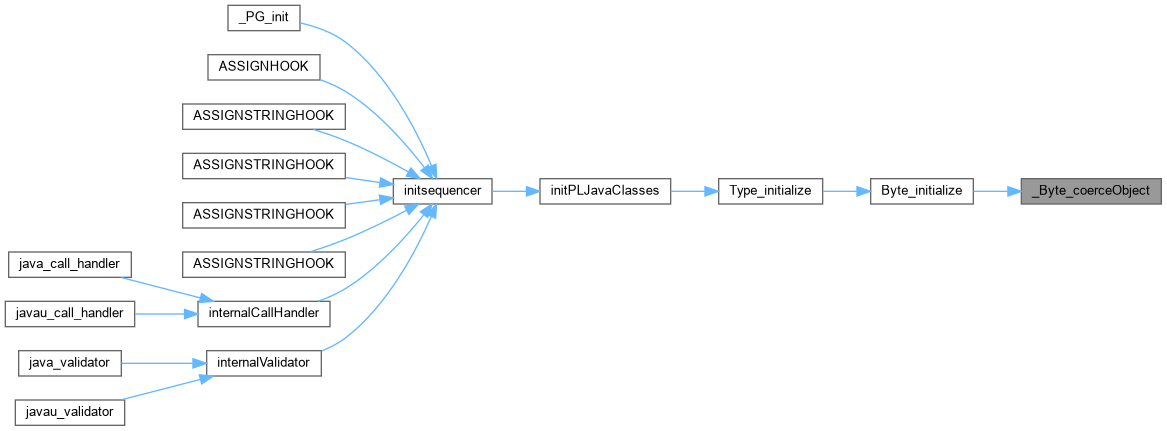 _PG_init
ASSIGNHOOK
ASSIGNSTRINGHOOK
ASSIGNSTRINGHOOK
initsequencer
initPLJavaClasses
Type_initialize
Byte_initialize
_Byte_coerceObject
ASSIGNSTRINGHOOK
ASSIGNSTRINGHOOK
java_call_handler
javau_call_handler
internalCallHandler
java_validator
internalValidator
javau_validator